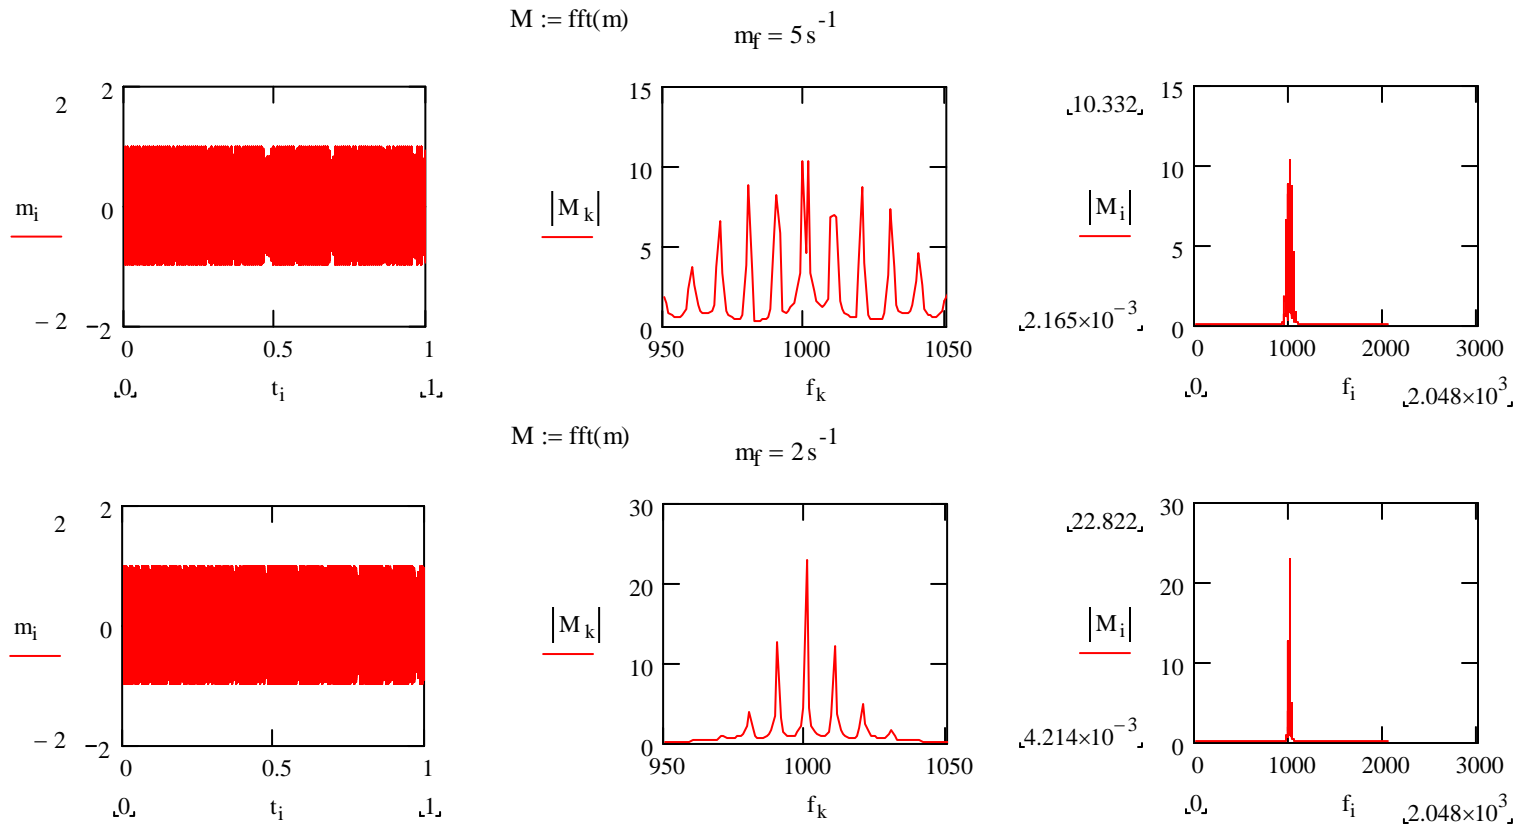 M := fft(m)
m_f = 5 s^-1
2
m_i
-2
2
0
-2
0 0.5 1
0 t_i 1
|M_k|
15
10
5
0
950 1000 1050
f_k
10.332
|M_i|
2.165×10^-3
15
10
5
0
0 1000 2000 3000
0 f_i 2.048×10^3
M := fft(m)
m_f = 2 s^-1
2
m_i
-2
2
0
-2
0 0.5 1
0 t_i 1
|M_k|
30
20
10
0
950 1000 1050
f_k
22.822
|M_i|
4.214×10^-3
30
20
10
0
0 1000 2000 3000
0 f_i 2.048×10^3